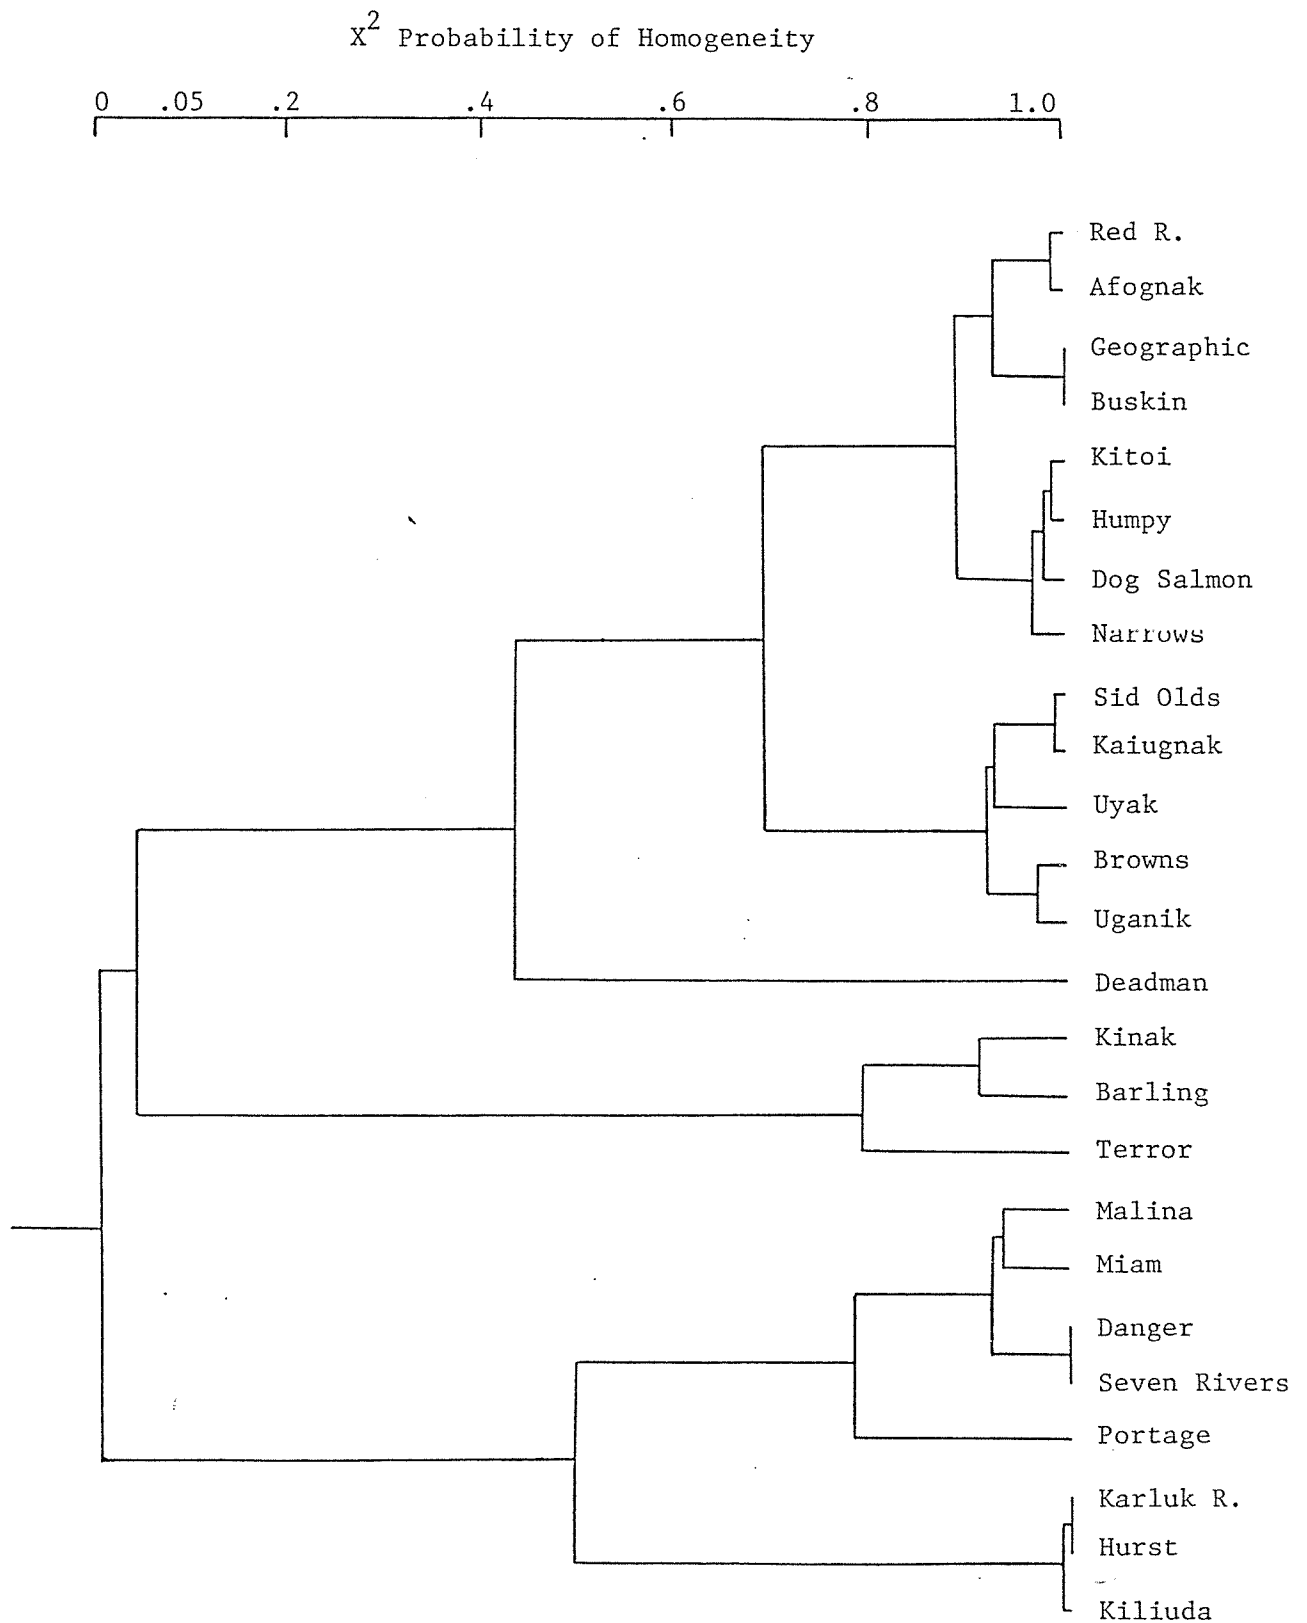 X2 Probability of Homogeneity
0 .05 .2 .4 .6 .8 1.0
Red R.
Afognak
Geographic
Buskin
Kitoi
Humpy
Dog Salmon
Narrows
Sid Olds
Kaiugnak
Uyak
Browns
Uganik
Deadman
Kinak
Barling
Terror
Malina
Miam
Danger
Seven Rivers
Portage
Karluk R.
Hurst
Kiliuda